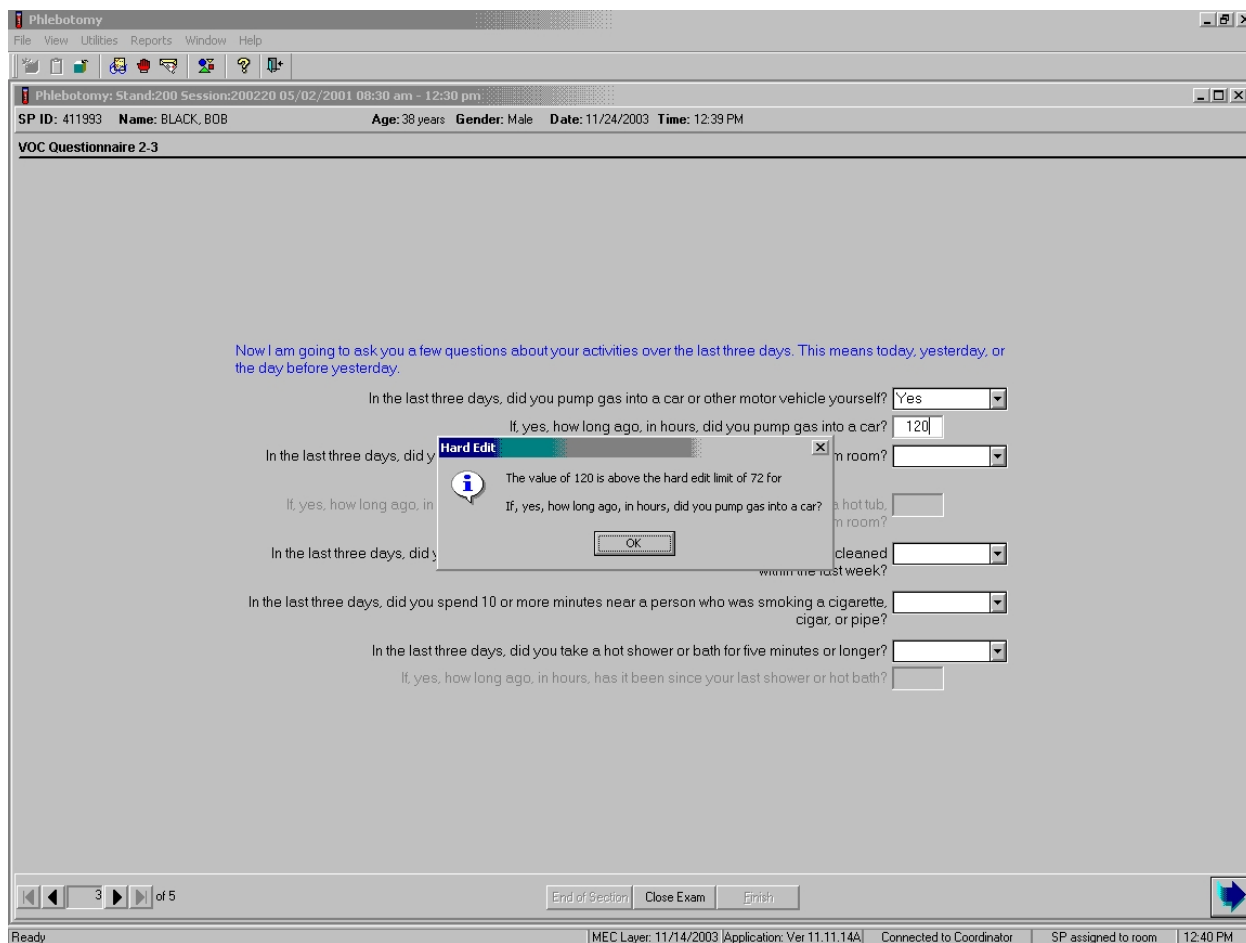 Phlebotomy
File View Utilities Reports Window Help
Phlebotomy: Stand:200 Session:200220 05/02/2001 08:30 am - 12:30 pm
SP ID: 411993 Name: BLACK, BOB Age: 38 years Gender: Male Date: 11/24/2003 Time: 12:39 PM
VOC Questionnaire 2-3
Now I am going to ask you a few questions about your activities over the last three days. This means today, yesterday, or
the day before yesterday.
In the last three days, did you pump gas into a car or other motor vehicle yourself? Yes
If, yes, how long ago, in hours, did you pump gas into a car? 120
Hard Edit
The value of 120 is above the hard edit limit of 72 for
If, yes, how long ago, in hours, did you pump gas into a car?
OK
In the last three days, did y
m room?
If, yes, how long ago, in
a hot tub,
m room?
In the last three days, did y
cleaned
within the last week?
In the last three days, did you spend 10 or more minutes near a person who was smoking a cigarette,
cigar, or pipe?
In the last three days, did you take a hot shower or bath for five minutes or longer?
If, yes, how long ago, in hours, has it been since your last shower or hot bath?
3 of 5 End of Section Close Exam Finish
Ready MEC Layer: 11/14/2003 Application: Ver 11.11.14A Connected to Coordinator SP assigned to room 12:40 PM